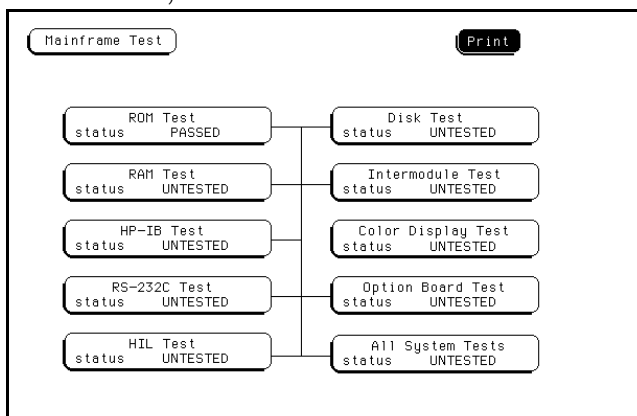 Mainframe Test
Print
ROM Test
status PASSED
Disk Test
status UNTESTED
RAM Test
status UNTESTED
Intermodule Test
status UNTESTED
HP-IB Test
status UNTESTED
Color Display Test
status UNTESTED
RS-232C Test
status UNTESTED
Option Board Test
status UNTESTED
HIL Test
status UNTESTED
All System Tests
status UNTESTED